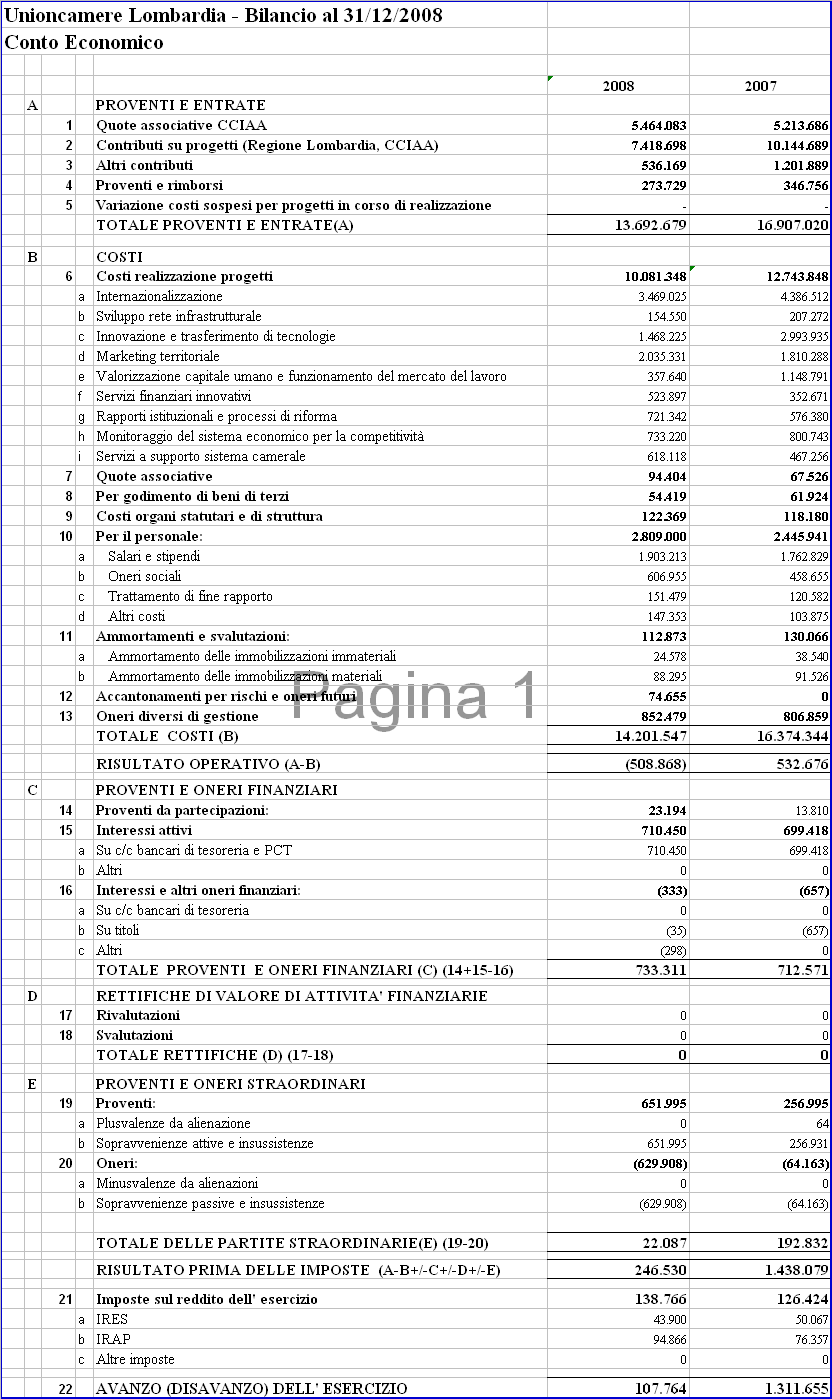 Unioncamere Lombardia - Bilancio al 31/12/2008
Conto Economico
2008 2007
A PROVENTI E ENTRATE
1 Quote associative CCIAA 5.464.083 5.213.686
2 Contributi su progetti (Regione Lombardia, CCIAA) 7.418.698 10.144.689
3 Altri contributi 536.169 1.201.889
4 Proventi e rimborsi 273.729 346.756
5 Variazione costi sospesi per progetti in corso di realizzazione - -
TOTALE PROVENTI E ENTRATE(A) 13.692.679 16.907.020
B COSTI
6 Costi realizzazione progetti 10.081.348 12.743.848
a Internazionalizzazione 3.469.025 4.386.512
b Sviluppo rete infrastrutturale 154.550 207.272
c Innovazione e trasferimento di tecnologie 1.468.225 2.993.935
d Marketing territoriale 2.035.331 1.810.288
e Valorizzazione capitale umano e funzionamento del mercato del lavoro 357.640 1.148.791
f Servizi finanziari innovativi 523.897 352.671
g Rapporti istituzionali e processi di riforma 721.342 576.380
h Monitoraggio del sistema economico per la competitività 733.220 800.743
i Servizi a supporto sistema camerale 618.118 467.256
7 Quote associative 94.404 67.526
8 Per godimento di beni di terzi 54.419 61.924
9 Costi organi statutari e di struttura 122.369 118.180
10 Per il personale: 2.809.000 2.445.941
a Salari e stipendi 1.903.213 1.762.829
b Oneri sociali 606.955 458.655
c Trattamento di fine rapporto 151.479 120.582
d Altri costi 147.353 103.875
11 Ammortamenti e svalutazioni: 112.873 130.066
a Ammortamento delle immobilizzazioni immateriali 24.578 38.540
b Ammortamento delle immobilizzazioni materiali 88.295 91.526
Pagina 1
12 Accantonamenti per rischi e oneri futuri 74.655 0
13 Oneri diversi di gestione 852.479 806.859
TOTALE COSTI (B) 14.201.547 16.374.344
RISULTATO OPERATIVO (A-B) (508.868) 532.676
C PROVENTI E ONERI FINANZIARI
14 Proventi da partecipazioni: 23.194 13.810
15 Interessi attivi 710.450 699.418
a Su c/c bancari di tesoreria e PCT 710.450 699.418
b Altri 0 0
16 Interessi e altri oneri finanziari: (333) (657)
a Su c/c bancari di tesoreria 0 0
b Su titoli (35) (657)
c Altri (298) 0
TOTALE PROVENTI E ONERI FINANZIARI (C) (14+15-16) 733.311 712.571
D RETTIFICHE DI VALORE DI ATTIVITA' FINANZIARIE
17 Rivalutazioni 0 0
18 Svalutazioni 0 0
TOTALE RETTIFICHE (D) (17-18) 0 0
E PROVENTI E ONERI STRAORDINARI
19 Proventi: 651.995 256.995
a Plusvalenze da alienazione 0 64
b Sopravvenienze attive e insussistenze 651.995 256.931
20 Oneri: (629.908) (64.163)
a Minusvalenze da alienazioni 0 0
b Sopravvenienze passive e insussistenze (629.908) (64.163)
TOTALE DELLE PARTITE STRAORDINARIE(E) (19-20) 22.087 192.832
RISULTATO PRIMA DELLE IMPOSTE (A-B+/-C+/-D+/-E) 246.530 1.438.079
21 Imposte sul reddito dell' esercizio 138.766 126.424
a IRES 43.900 50.067
b IRAP 94.866 76.357
c Altre imposte 0 0
22 AVANZO (DISAVANZO) DELL' ESERCIZIO 107.764 1.311.655